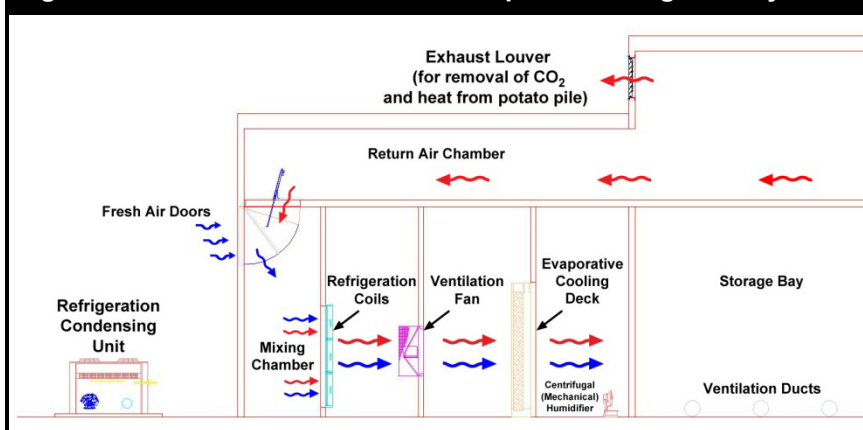 Exhaust Louver
(for removal of CO₂
and heat from potato pile)
Return Air Chamber
Fresh Air Doors
Refrigeration
Coils
Ventilation
Fan
Evaporative
Cooling
Deck
Storage Bay
Refrigeration
Condensing
Unit
Mixing
Chamber
Centrifugal
(Mechanical)
Humidifier
Ventilation Ducts